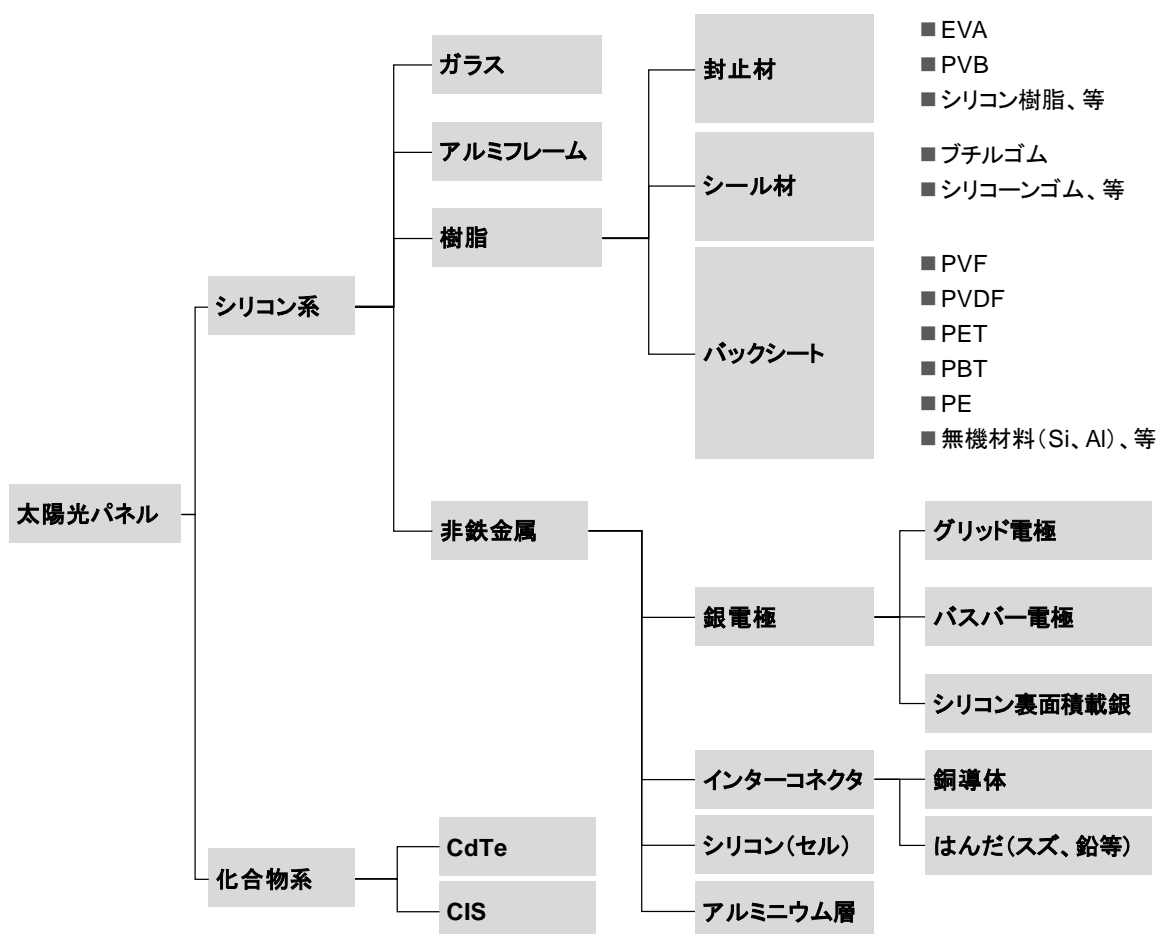 太陽光パネル
シリコン系
ガラス
アルミフレーム
樹脂
封止材
■ EVA
■ PVB
■ シリコン樹脂、等
シール材
■ ブチルゴム
■ シリコーンゴム、等
バックシート
■ PVF
■ PVDF
■ PET
■ PBT
■ PE
■ 無機材料(Si、Al)、等
非鉄金属
銀電極
グリッド電極
バスバー電極
シリコン裏面積載銀
インターコネクタ
銅導体
はんだ(スズ、鉛等)
シリコン(セル)
アルミニウム層
化合物系
CdTe
CIS